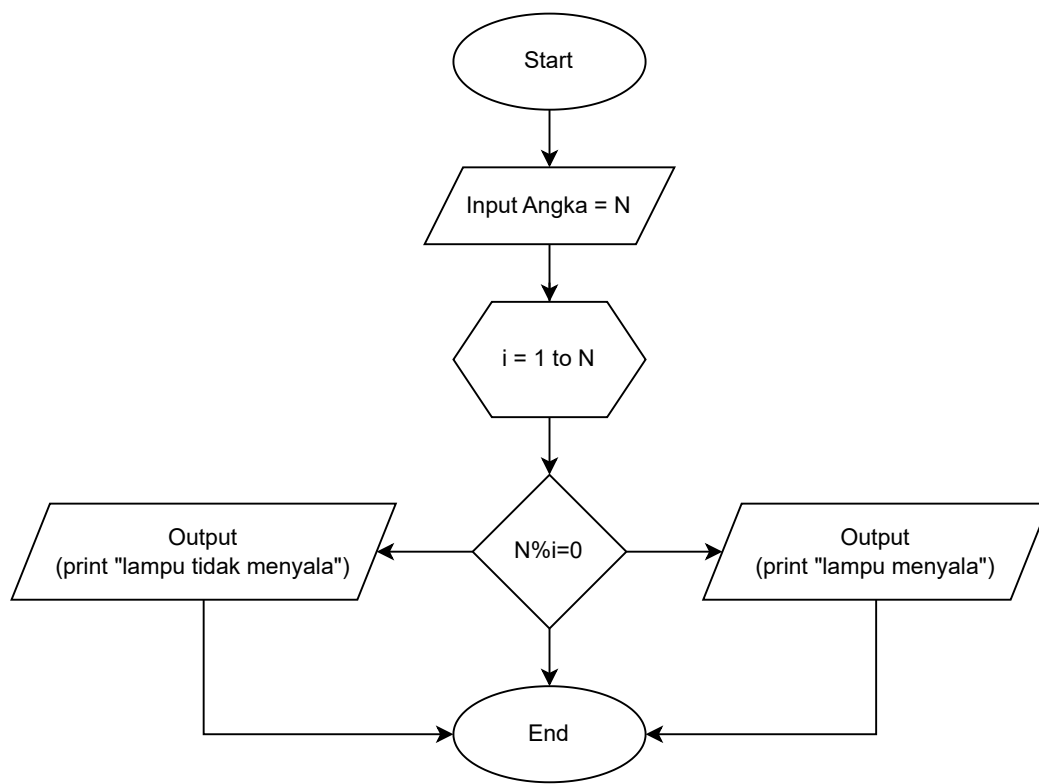 Start
Input Angka = N
i = 1 to N
Output
(print "lampu tidak menyala")
N%i=0
Output
(print "lampu menyala")
End